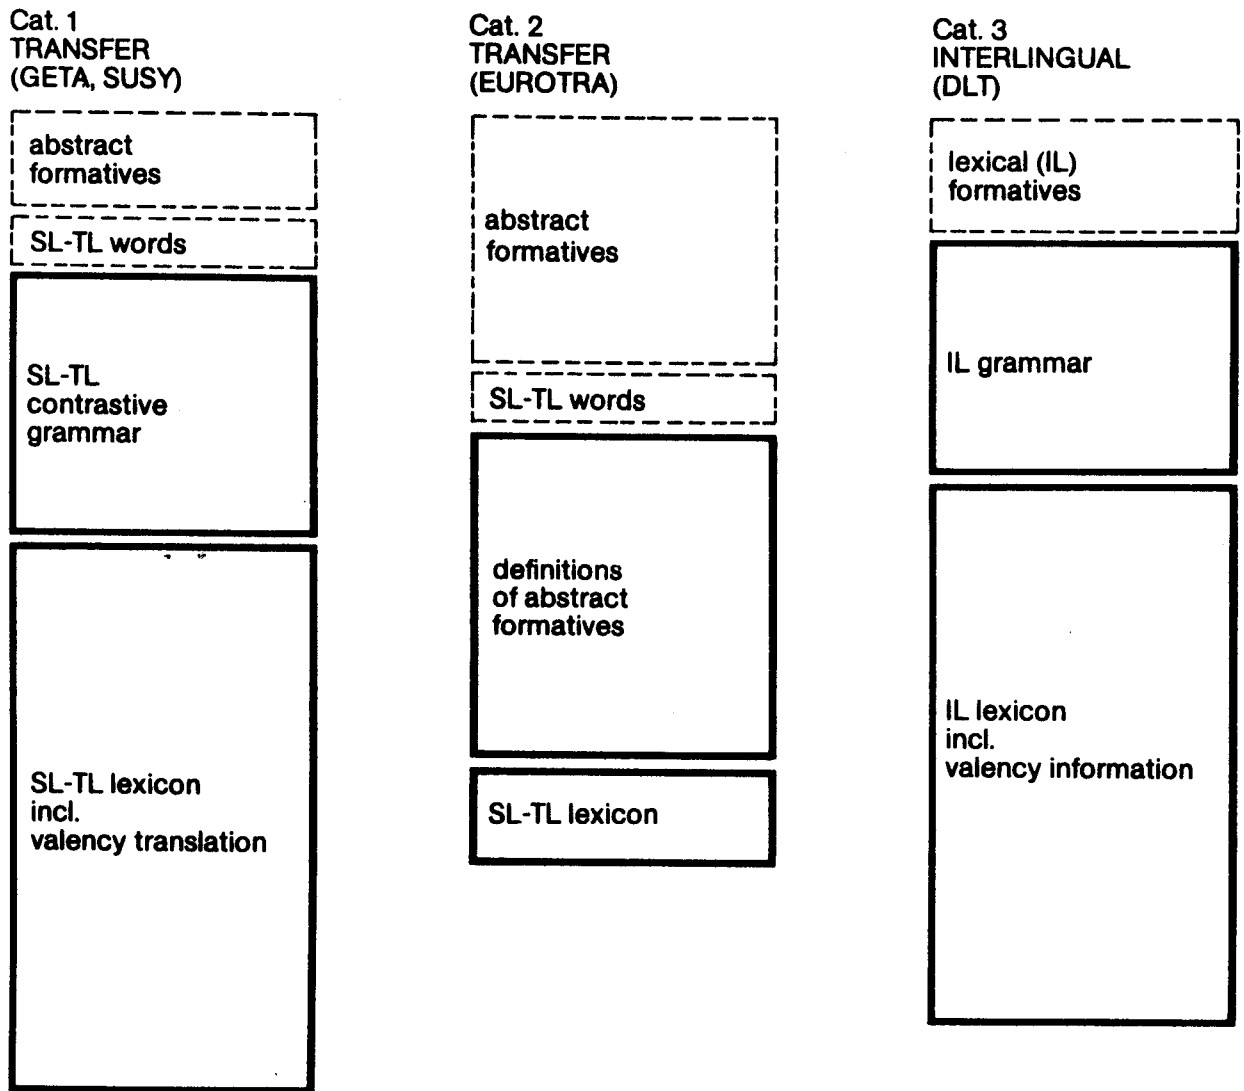 Cat. 1
TRANSFER
(GETA, SUSY)
abstract
formatives
SL-TL words
SL-TL
contrastive
grammar
SL-TL lexicon
incl.
valency translation
Cat. 2
TRANSFER
(EUROTRA)
abstract
formatives
SL-TL words
definitions
of abstract
formatives
SL-TL lexicon
Cat. 3
INTERLINGUAL
(DLT)
lexical (IL)
formatives
IL grammar
IL lexicon
incl.
valency information